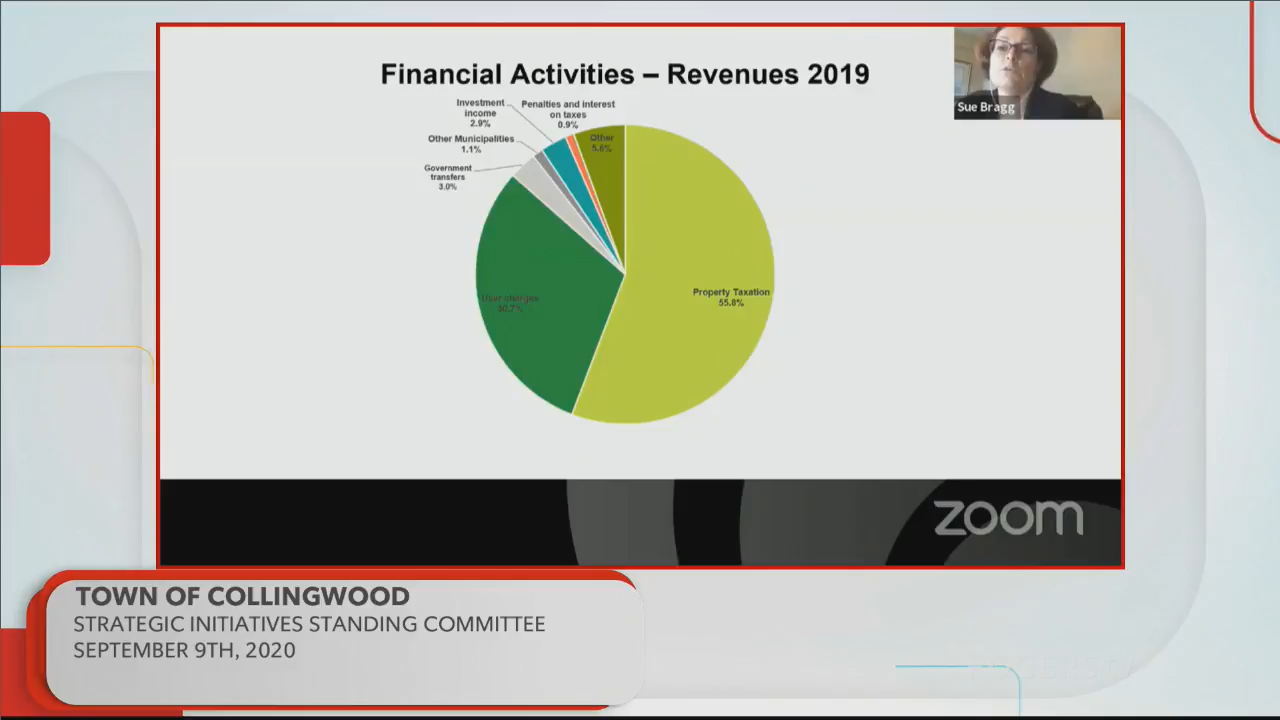 Financial Activities – Revenues 2019
Sue Bragg
Investment
income
2.9%
Penalties and interest
on taxes
0.9%
Other Municipalities
1.1%
Other
5.6%
Government
transfers
3.0%
User charges
30.7%
Property Taxation
55.8%
zoom
TOWN OF COLLINGWOOD
STRATEGIC INITIATIVES STANDING COMMITTEE
SEPTEMBER 9TH, 2020